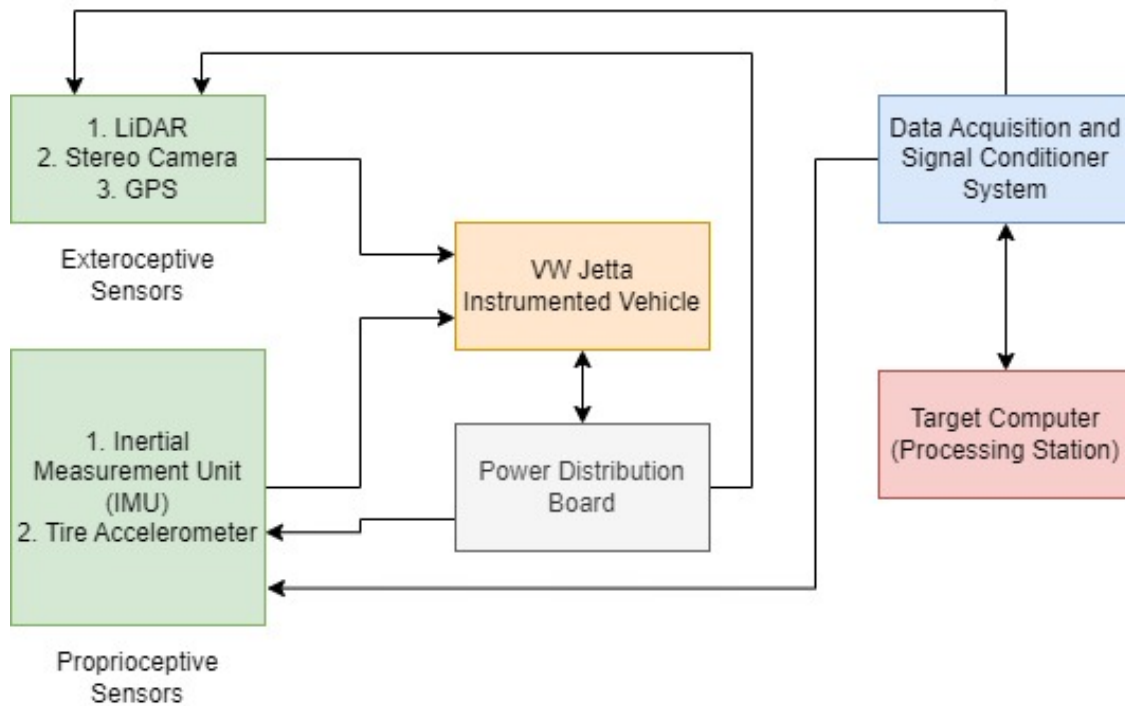 1. LiDAR
2. Stereo Camera
3. GPS
Exteroceptive
Sensors
Data Acquisition and
Signal Conditioner
System
VW Jetta
Instrumented Vehicle
1. Inertial
Measurement Unit
(IMU)
2. Tire Accelerometer
Proprioceptive
Sensors
Power Distribution
Board
Target Computer
(Processing Station)